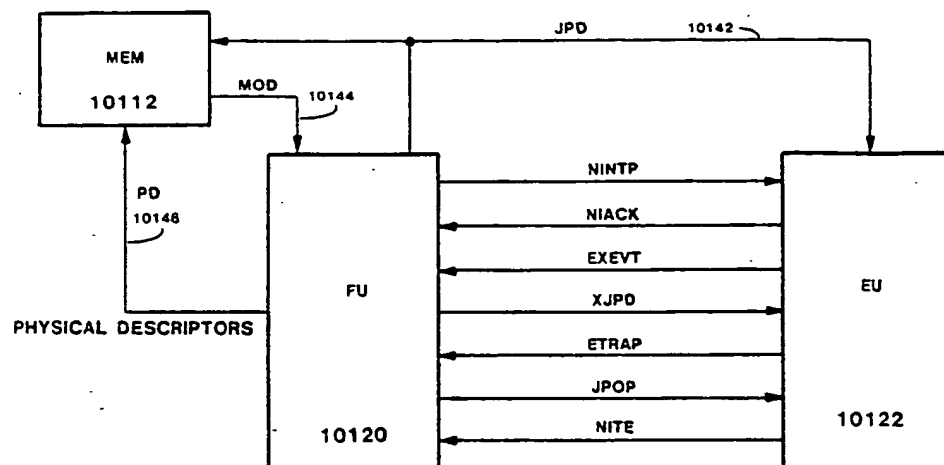 JPD
10142
MEM
10112
MOD
10144
PD
10146
PHYSICAL DESCRIPTORS
FU
10120
NINTP
NIACK
EXEVT
XJPD
ETRAP
JPOP
NITE
EU
10122